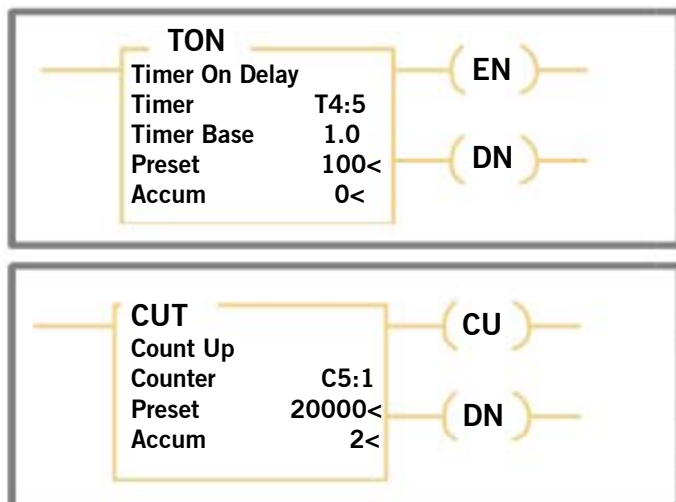 TON
Timer On Delay
Timer T4:5
Timer Base 1.0
Preset 100<
Accum 0<
EN
DN
CUT
Count Up
Counter C5:1
Preset 20000<
Accum 2<
CU
DN